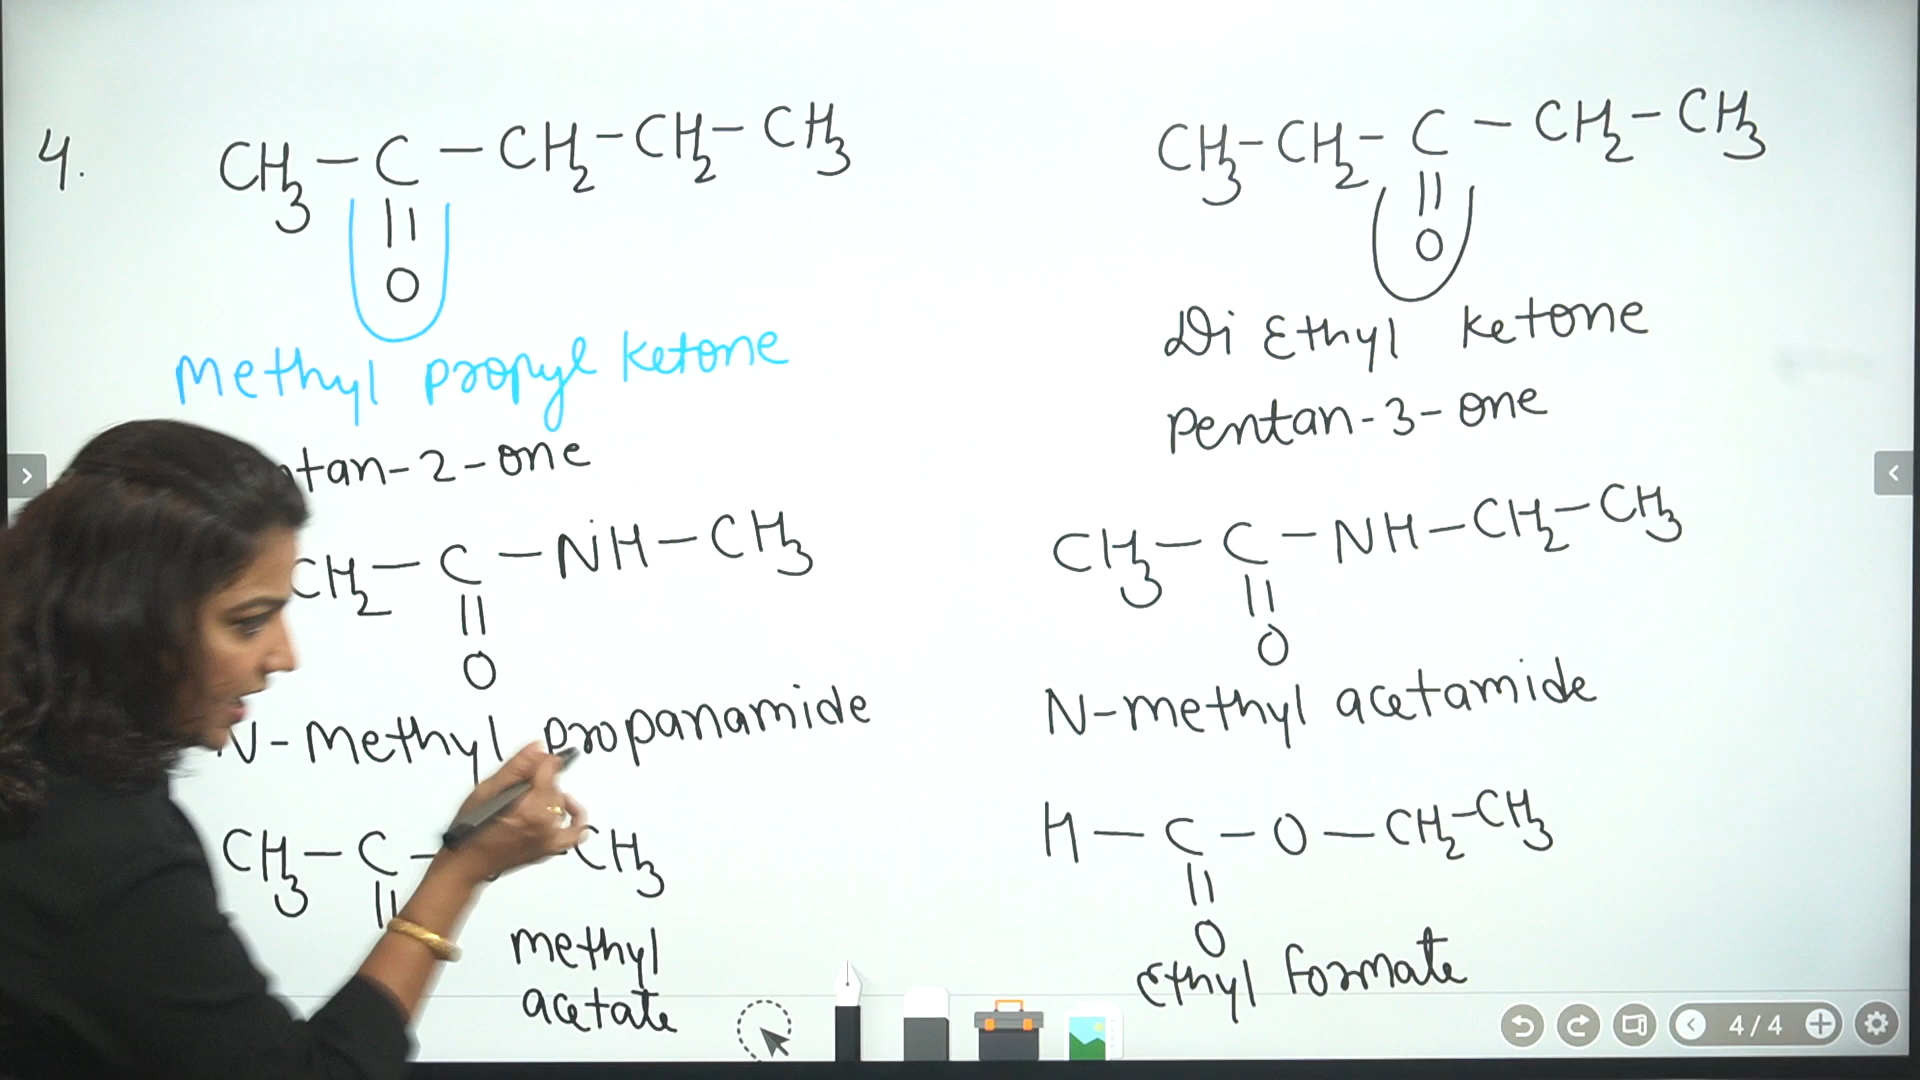 4.
CH3 – C – CH2 – CH2 – CH3
||
O
Methyl propyl ketone
tan-2-one
CH2 – C – NH – CH3
||
O
N-Methyl propanamide
CH3 – C – CH3
||
methyl
acetate
CH3 – CH2 – C – CH2 – CH3
||
O
Di Ethyl ketone
Pentan-3-one
CH3 – C – NH – CH2 – CH3
||
O
N-methyl acetamide
H – C – O – CH2 – CH3
||
O
Ethyl Formate
4/4